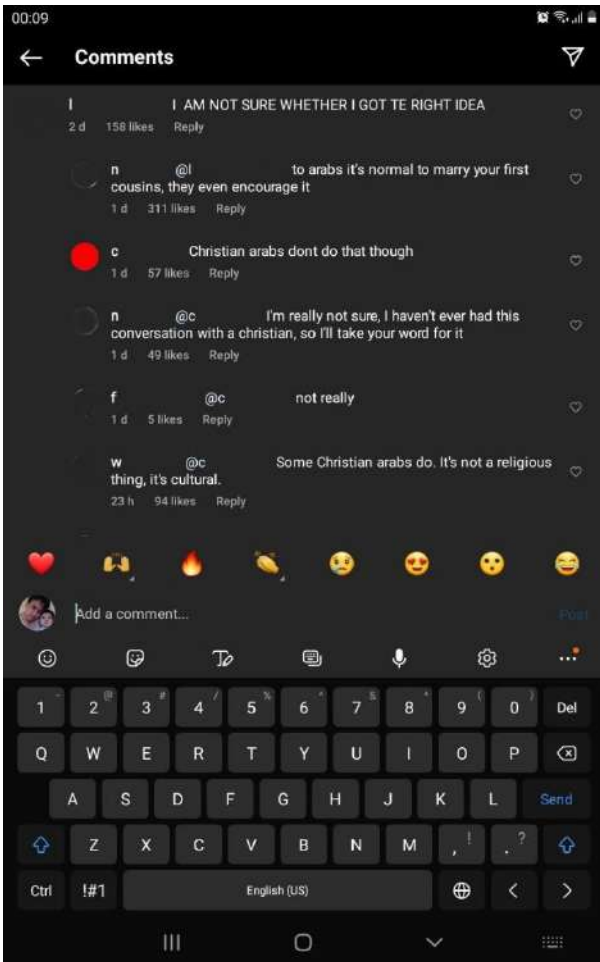 00:09
Comments
l I AM NOT SURE WHETHER I GOT TE RIGHT IDEA
2 d 158 likes Reply
n @l to arabs it's normal to marry your first
cousins, they even encourage it
1 d 311 likes Reply
c Christian arabs dont do that though
1 d 57 likes Reply
n @c I'm really not sure, I haven't ever had this
conversation with a christian, so I'll take your word for it
1 d 49 likes Reply
f @c not really
1 d 5 likes Reply
w @c Some Christian arabs do. It's not a religious
thing, it's cultural.
23 h 94 likes Reply
Add a comment... Post
1 2 @ 3 # 4 / 5 % 6 7 & 8 * 9 ( 0 ) Del
Q W E R T Y U I O P
A S D F G H J K L Send
Z X C V B N M , ! . ?
Ctrl !#1 English (US) < >